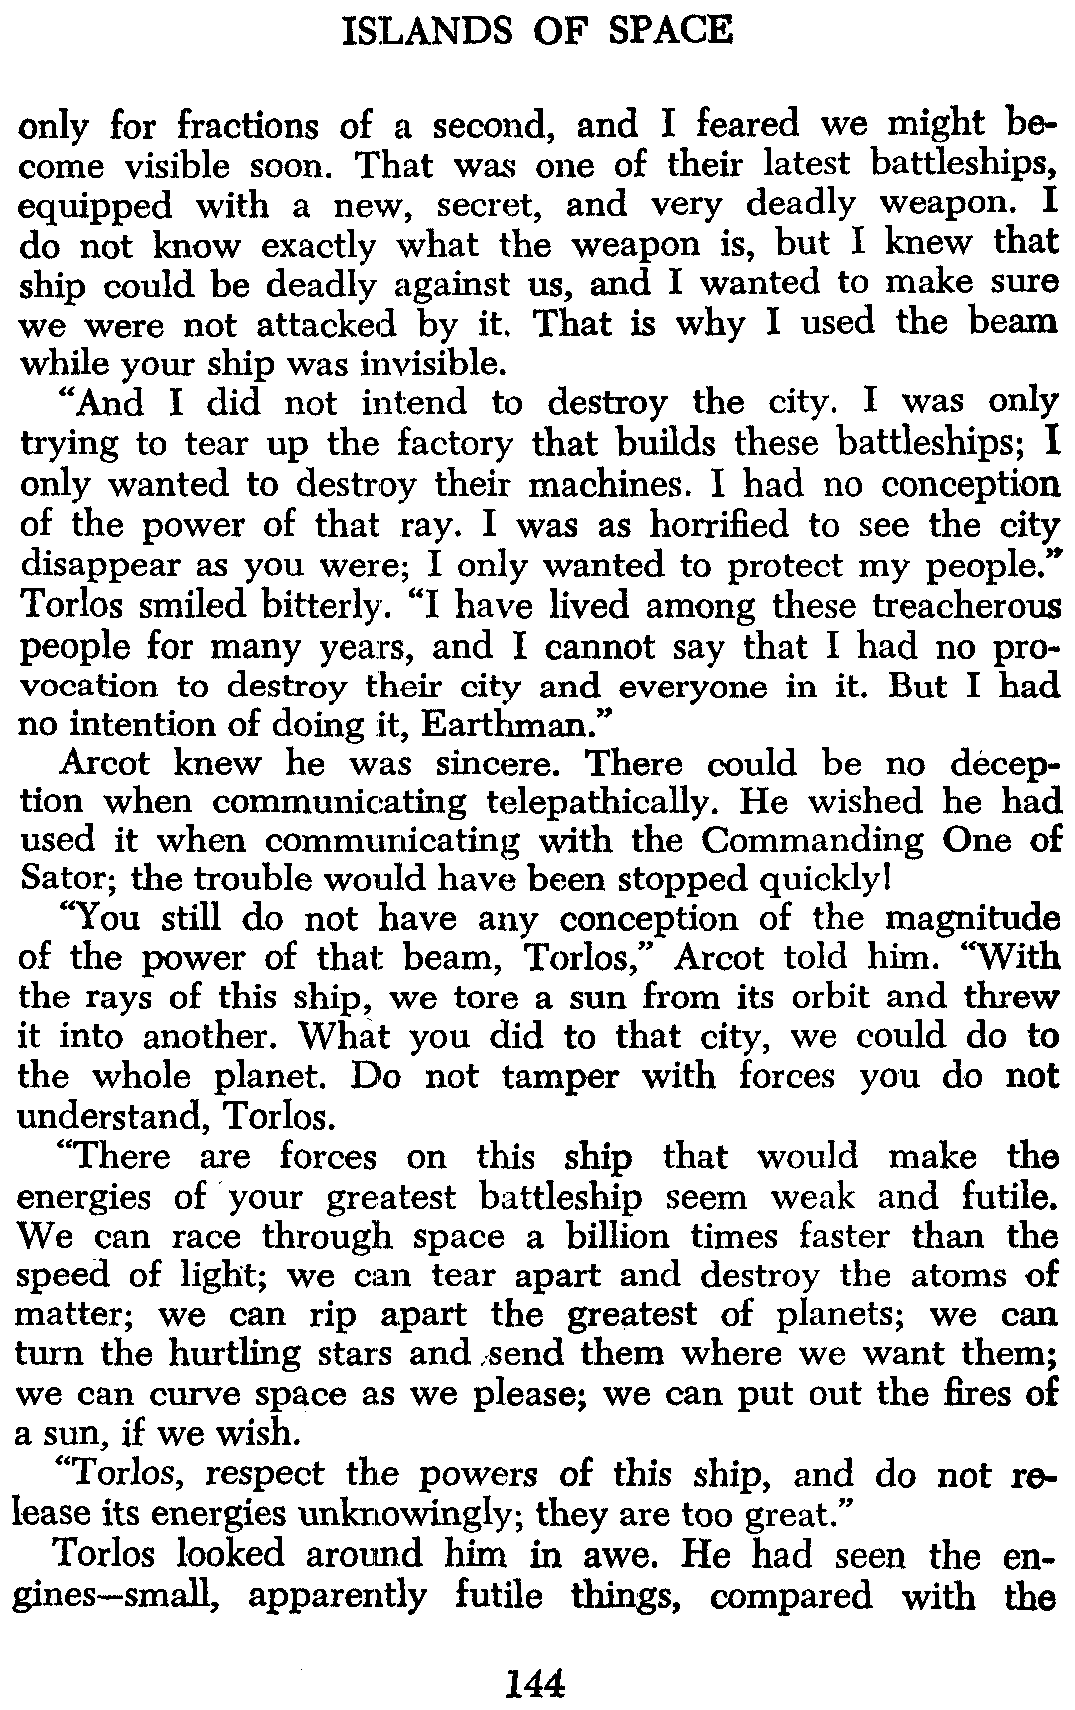 ISLANDS OF SPACE
only for fractions of a second, and I feared we might be-
come visible soon. That was one of their latest battleships,
equipped with a new, secret, and very deadly weapon. I
do not know exactly what the weapon is, but I knew that
ship could be deadly against us, and I wanted to make sure
we were not attacked by it. That is why I used the beam
while your ship was invisible.
“And I did not intend to destroy the city. I was only
trying to tear up the factory that builds these battleships; I
only wanted to destroy their machines. I had no conception
of the power of that ray. I was as horrified to see the city
disappear as you were; I only wanted to protect my people.”
Torlos smiled bitterly. “I have lived among these treacherous
people for many years, and I cannot say that I had no pro-
vocation to destroy their city and everyone in it. But I had
no intention of doing it, Earthman.”
Arcot knew he was sincere. There could be no decep-
tion when communicating telepathically. He wished he had
used it when communicating with the Commanding One of
Sator; the trouble would have been stopped quickly!
“You still do not have any conception of the magnitude
of the power of that beam, Torlos,” Arcot told him. “With
the rays of this ship, we tore a sun from its orbit and threw
it into another. What you did to that city, we could do to
the whole planet. Do not tamper with forces you do not
understand, Torlos.
“There are forces on this ship that would make the
energies of your greatest battleship seem weak and futile.
We can race through space a billion times faster than the
speed of light; we can tear apart and destroy the atoms of
matter; we can rip apart the greatest of planets; we can
turn the hurtling stars and send them where we want them;
we can curve space as we please; we can put out the fires of
a sun, if we wish.
“Torlos, respect the powers of this ship, and do not re-
lease its energies unknowingly; they are too great.”
Torlos looked around him in awe. He had seen the en-
gines—small, apparently futile things, compared with the
144